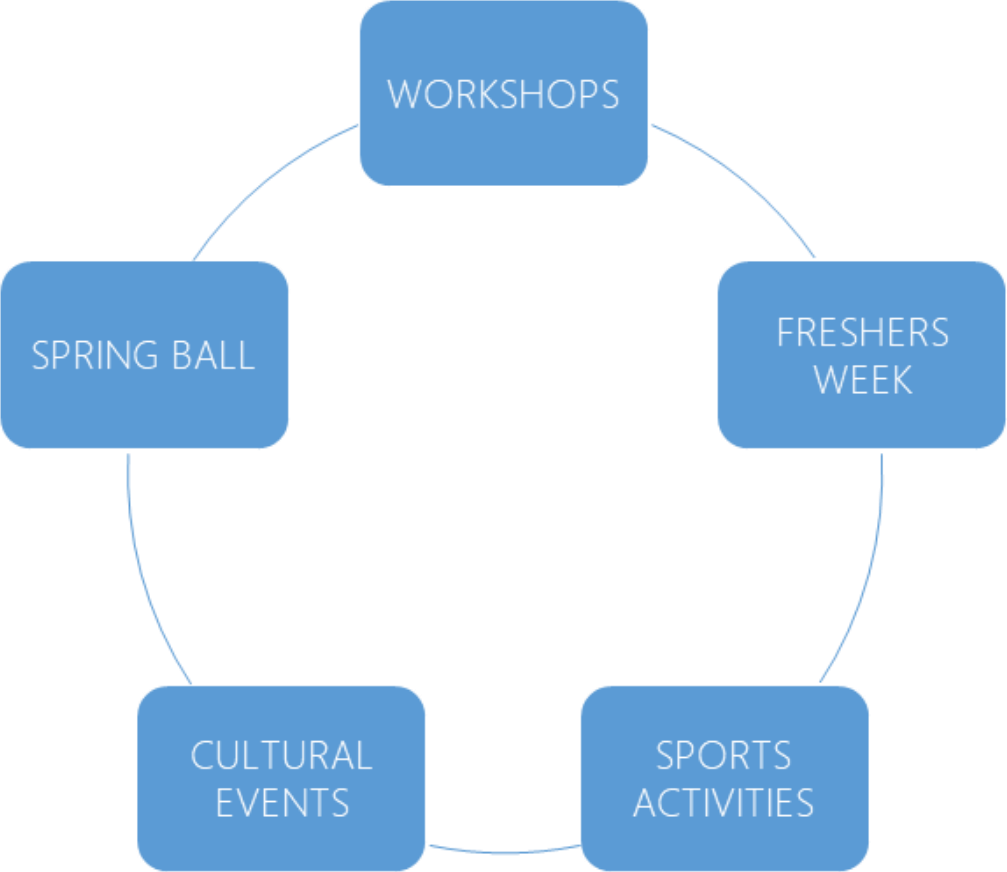 WORKSHOPS
FRESHERS
WEEK
SPORTS
ACTIVITIES
CULTURAL
EVENTS
SPRING BALL